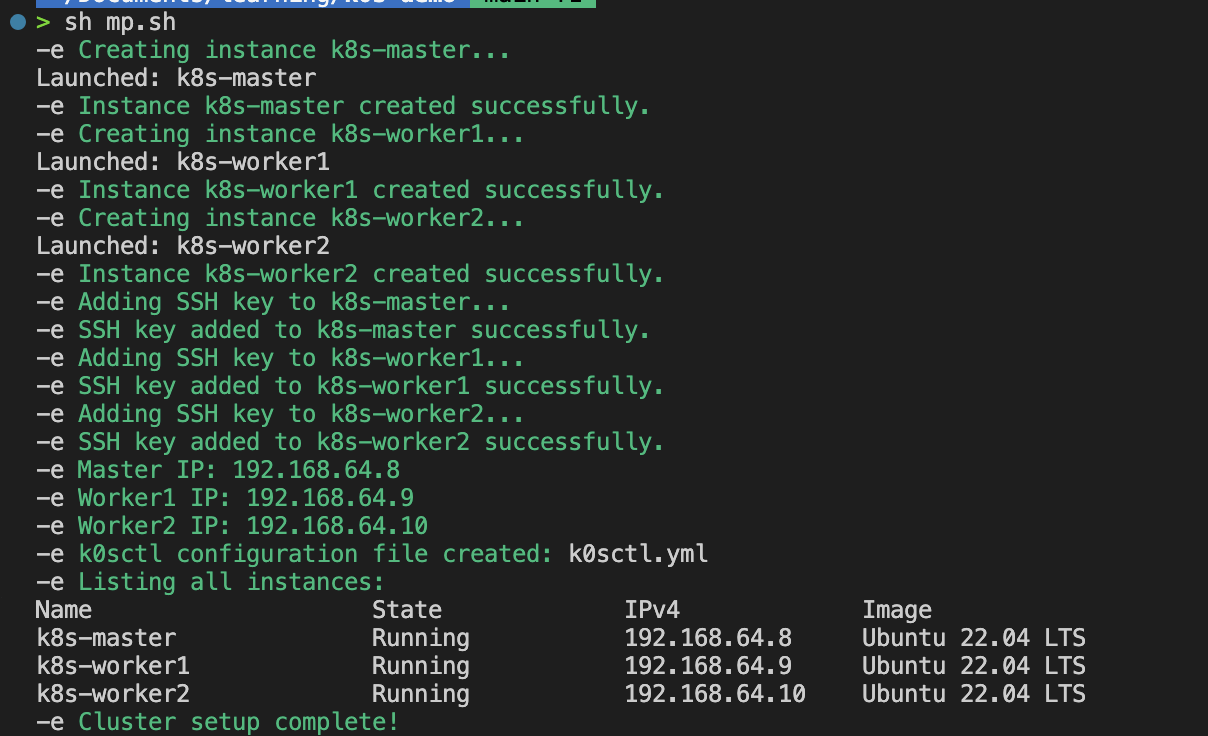 > sh mp.sh
-e Creating instance k8s-master...
Launched: k8s-master
-e Instance k8s-master created successfully.
-e Creating instance k8s-worker1...
Launched: k8s-worker1
-e Instance k8s-worker1 created successfully.
-e Creating instance k8s-worker2...
Launched: k8s-worker2
-e Instance k8s-worker2 created successfully.
-e Adding SSH key to k8s-master...
-e SSH key added to k8s-master successfully.
-e Adding SSH key to k8s-worker1...
-e SSH key added to k8s-worker1 successfully.
-e Adding SSH key to k8s-worker2...
-e SSH key added to k8s-worker2 successfully.
-e Master IP: 192.168.64.8
-e Worker1 IP: 192.168.64.9
-e Worker2 IP: 192.168.64.10
-e k0sctl configuration file created: k0sctl.yml
-e Listing all instances:
Name State IPv4 Image
k8s-master Running 192.168.64.8 Ubuntu 22.04 LTS
k8s-worker1 Running 192.168.64.9 Ubuntu 22.04 LTS
k8s-worker2 Running 192.168.64.10 Ubuntu 22.04 LTS
-e Cluster setup complete!